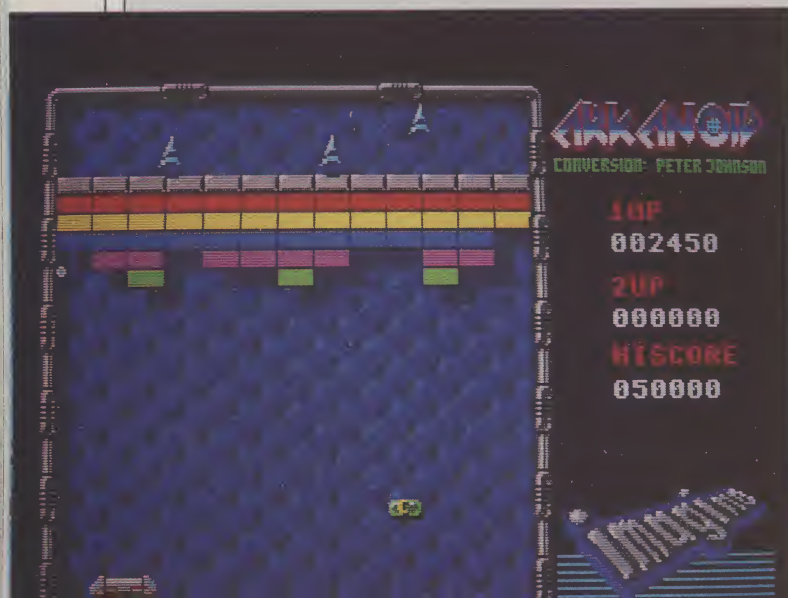 ARKANOID
CONVERSION: PETER JOHNSON
1UP
002450
2UP
000000
HISCORE
050000
Imagine